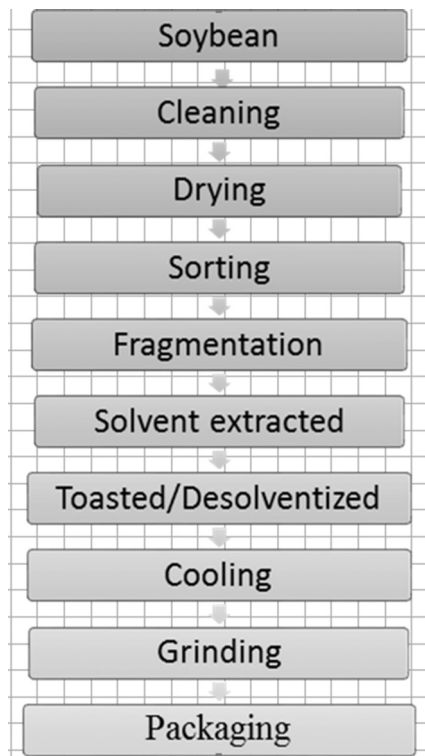 Soybean
Cleaning
Drying
Sorting
Fragmentation
Solvent extracted
Toasted/Desolventized
Cooling
Grinding
Packaging